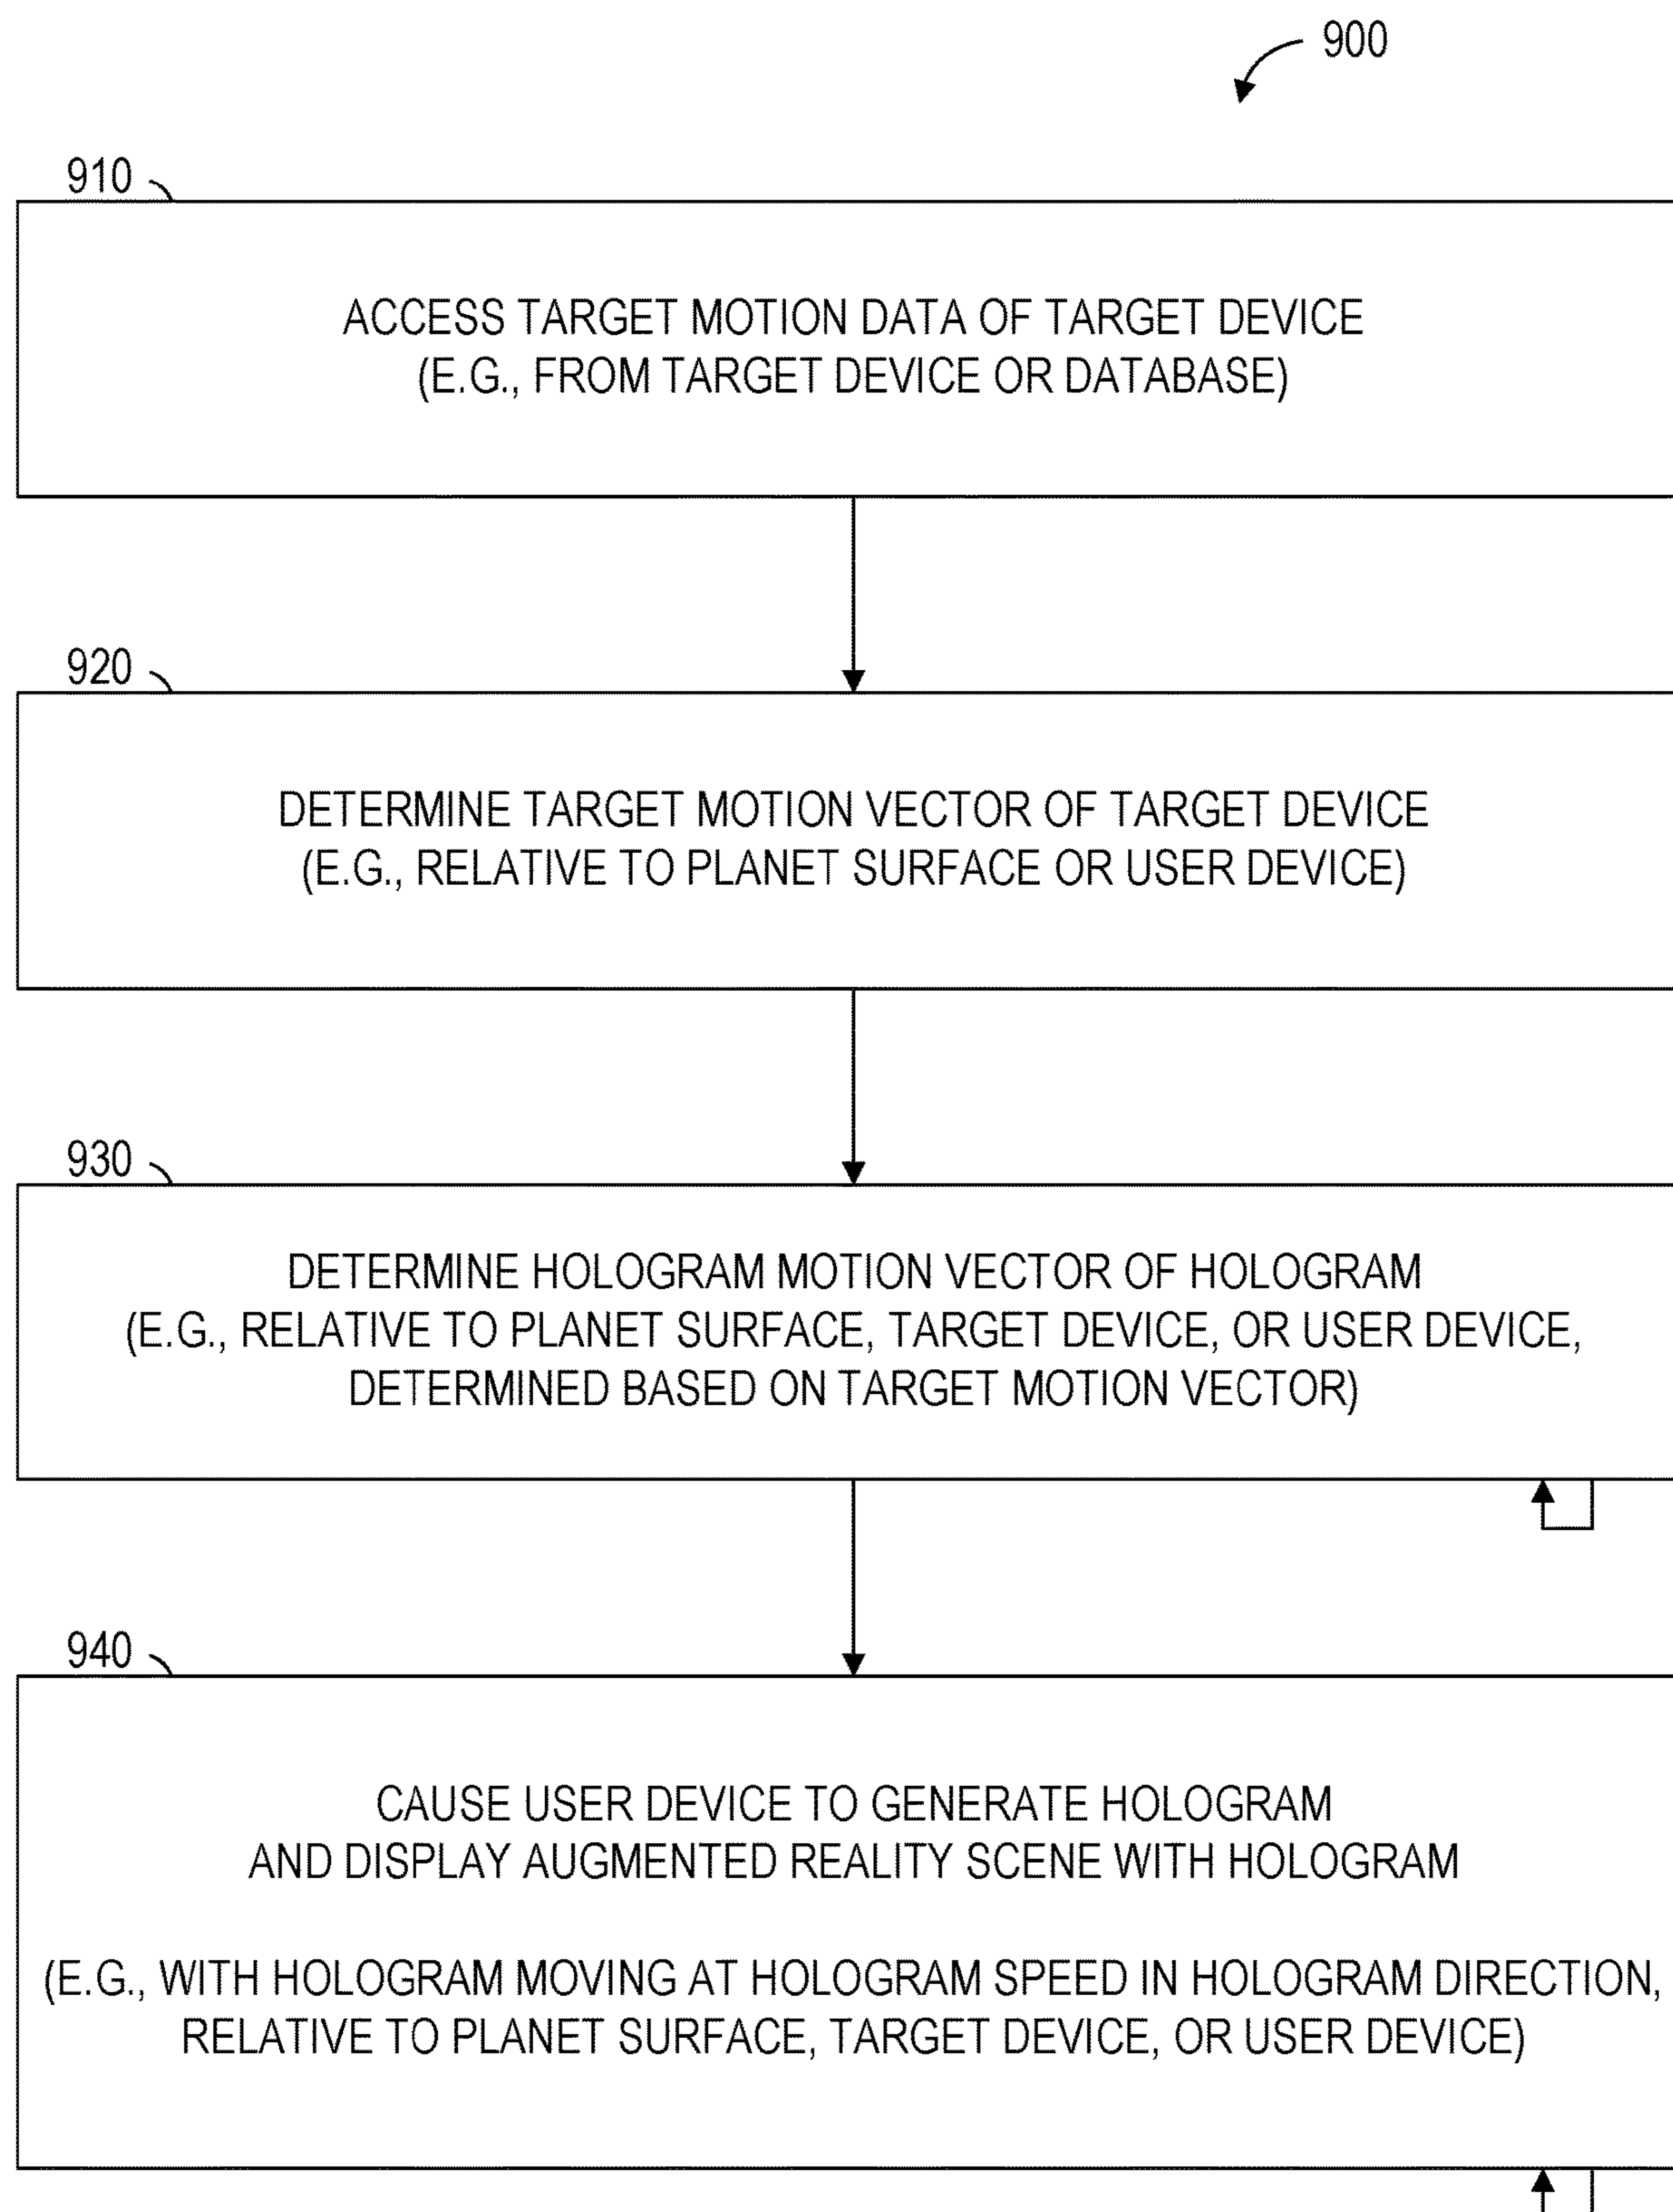 900
910
ACCESS TARGET MOTION DATA OF TARGET DEVICE
(E.G., FROM TARGET DEVICE OR DATABASE)
920
DETERMINE TARGET MOTION VECTOR OF TARGET DEVICE
(E.G., RELATIVE TO PLANET SURFACE OR USER DEVICE)
930
DETERMINE HOLOGRAM MOTION VECTOR OF HOLOGRAM
(E.G., RELATIVE TO PLANET SURFACE, TARGET DEVICE, OR USER DEVICE,
DETERMINED BASED ON TARGET MOTION VECTOR)
940
CAUSE USER DEVICE TO GENERATE HOLOGRAM
AND DISPLAY AUGMENTED REALITY SCENE WITH HOLOGRAM
(E.G., WITH HOLOGRAM MOVING AT HOLOGRAM SPEED IN HOLOGRAM DIRECTION,
RELATIVE TO PLANET SURFACE, TARGET DEVICE, OR USER DEVICE)